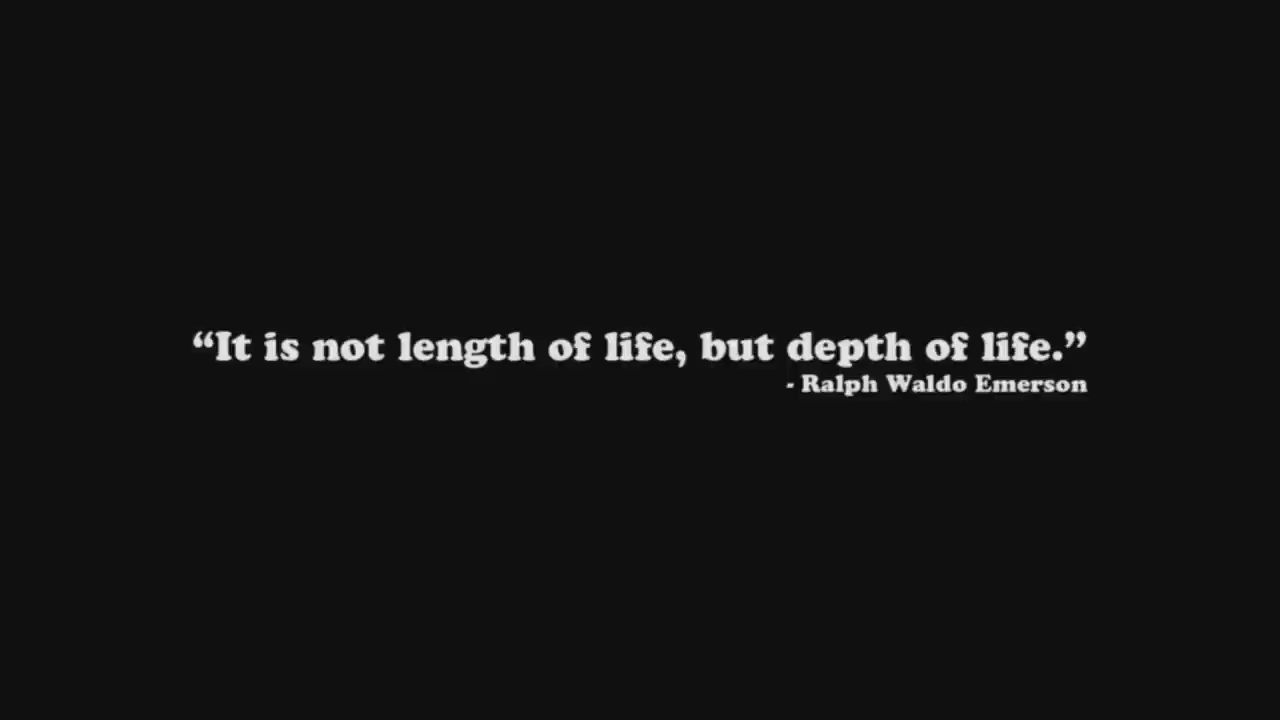 “It is not length of life, but depth of life.”
- Ralph Waldo Emerson